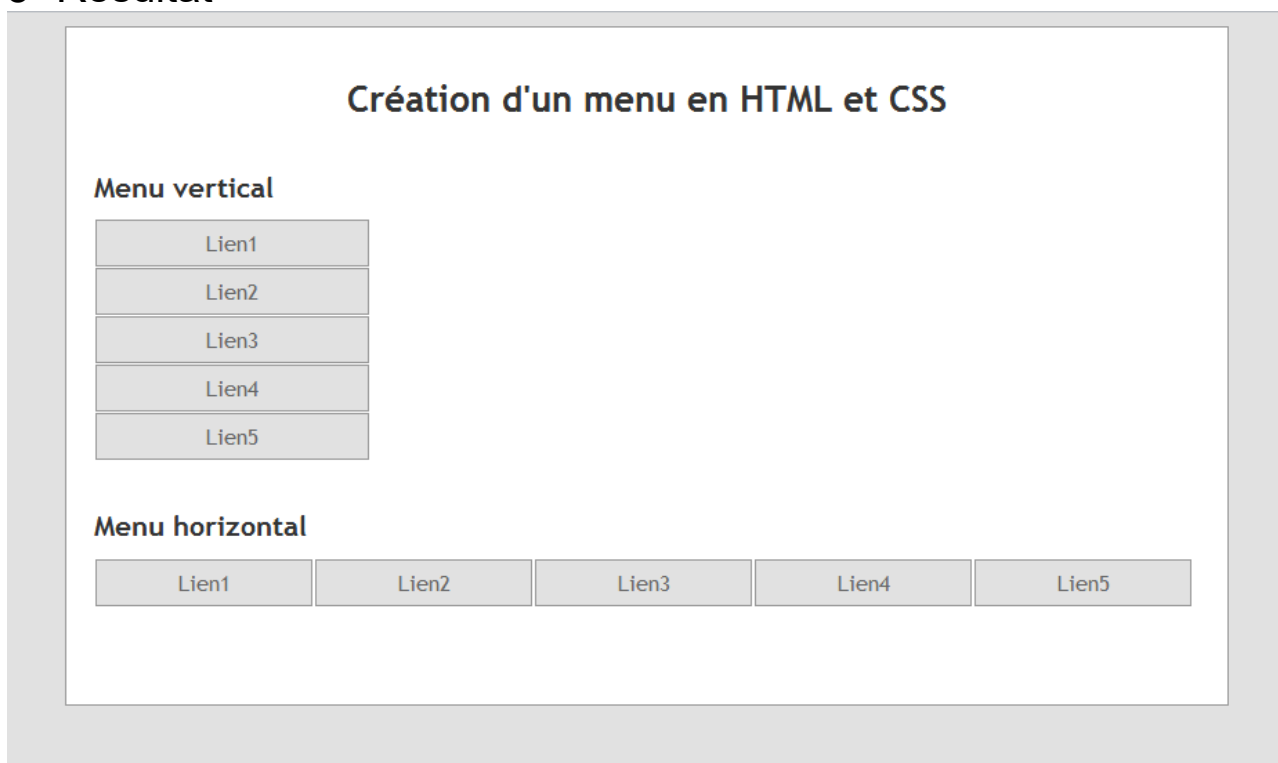 Résultat
Création d'un menu en HTML et CSS
Menu vertical
Lien1
Lien2
Lien3
Lien4
Lien5
Menu horizontal
Lien1 Lien2 Lien3 Lien4 Lien5